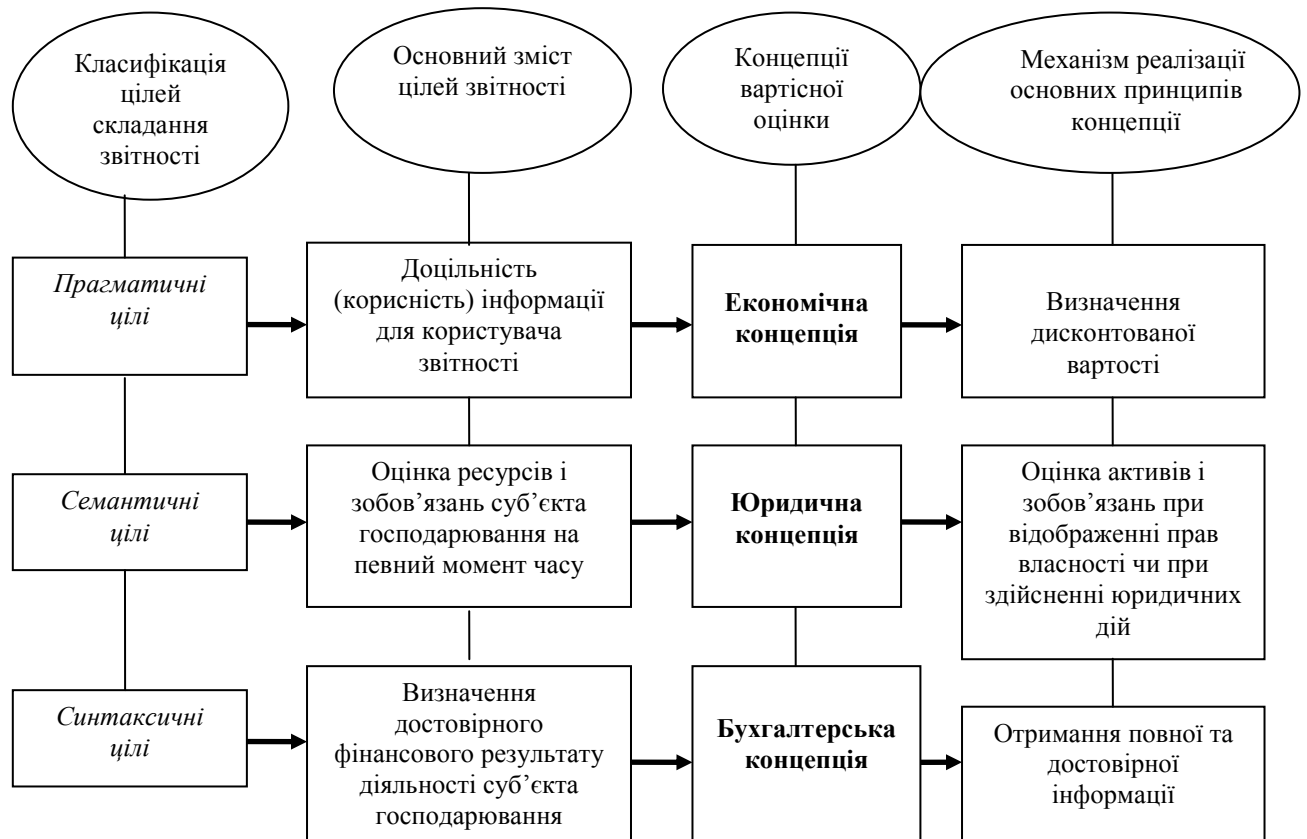 Класифікація
цілей
складання
звітності
Основний зміст
цілей звітності
Концепції
вартісної
оцінки
Механізм реалізації
основних принципів
концепції
Прагматичні
цілі
Доцільність
(корисність) інформації
для користувача
звітності
Економічна
концепція
Визначення
дисконтованої
вартості
Семантичні
цілі
Оцінка ресурсів і
зобов’язань суб’єкта
господарювання на
певний момент часу
Юридична
концепція
Оцінка активів і
зобов’язань при
відображенні прав
власності чи при
здійсненні юридичних
дій
Синтаксичні
цілі
Визначення
достовірного
фінансового результату
діяльності суб’єкта
господарювання
Бухгалтерська
концепція
Отримання повної та
достовірної
інформації